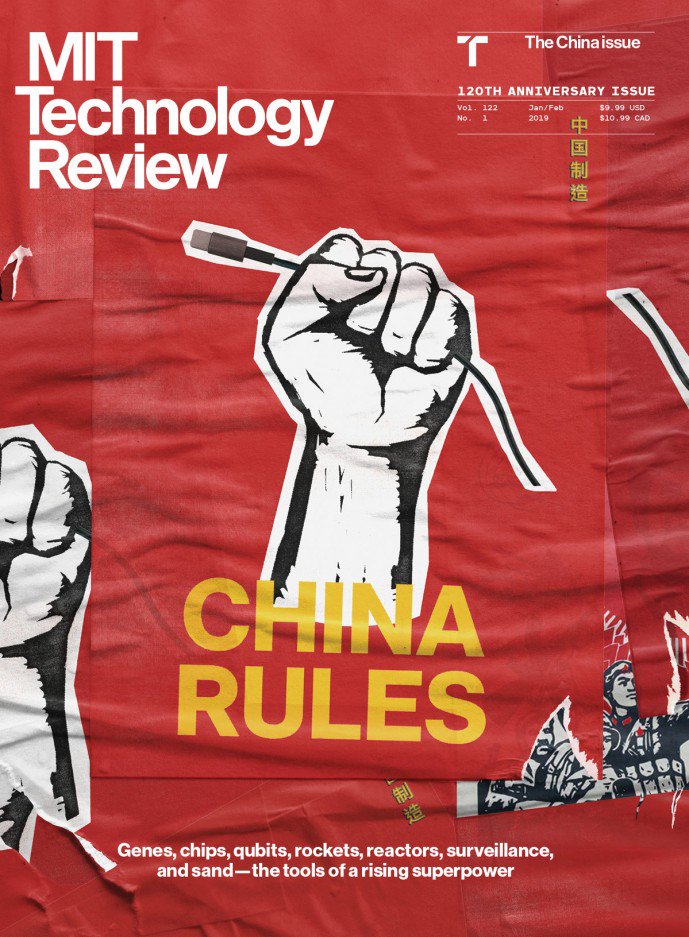 MIT
Technology
Review
The China issue
120TH ANNIVERSARY ISSUE
Vol. 122 Jan/Feb $9.99 USD
No. 1 2019 $10.99 CAD
中国制造
CHINA
RULES
国制造
Genes, chips, qubits, rockets, reactors, surveillance,
and sand—the tools of a rising superpower